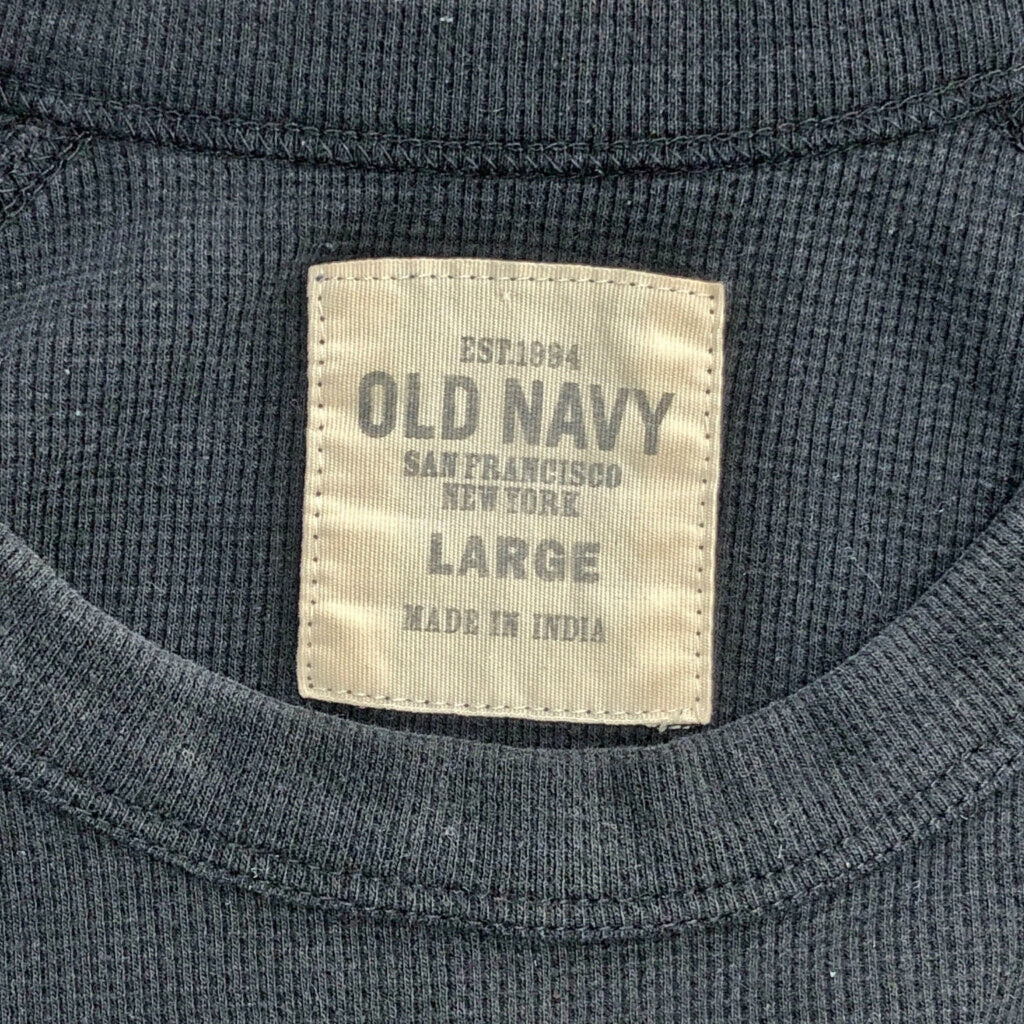 EST.1994
OLD NAVY
SAN FRANCISCO
NEW YORK
LARGE
MADE IN INDIA